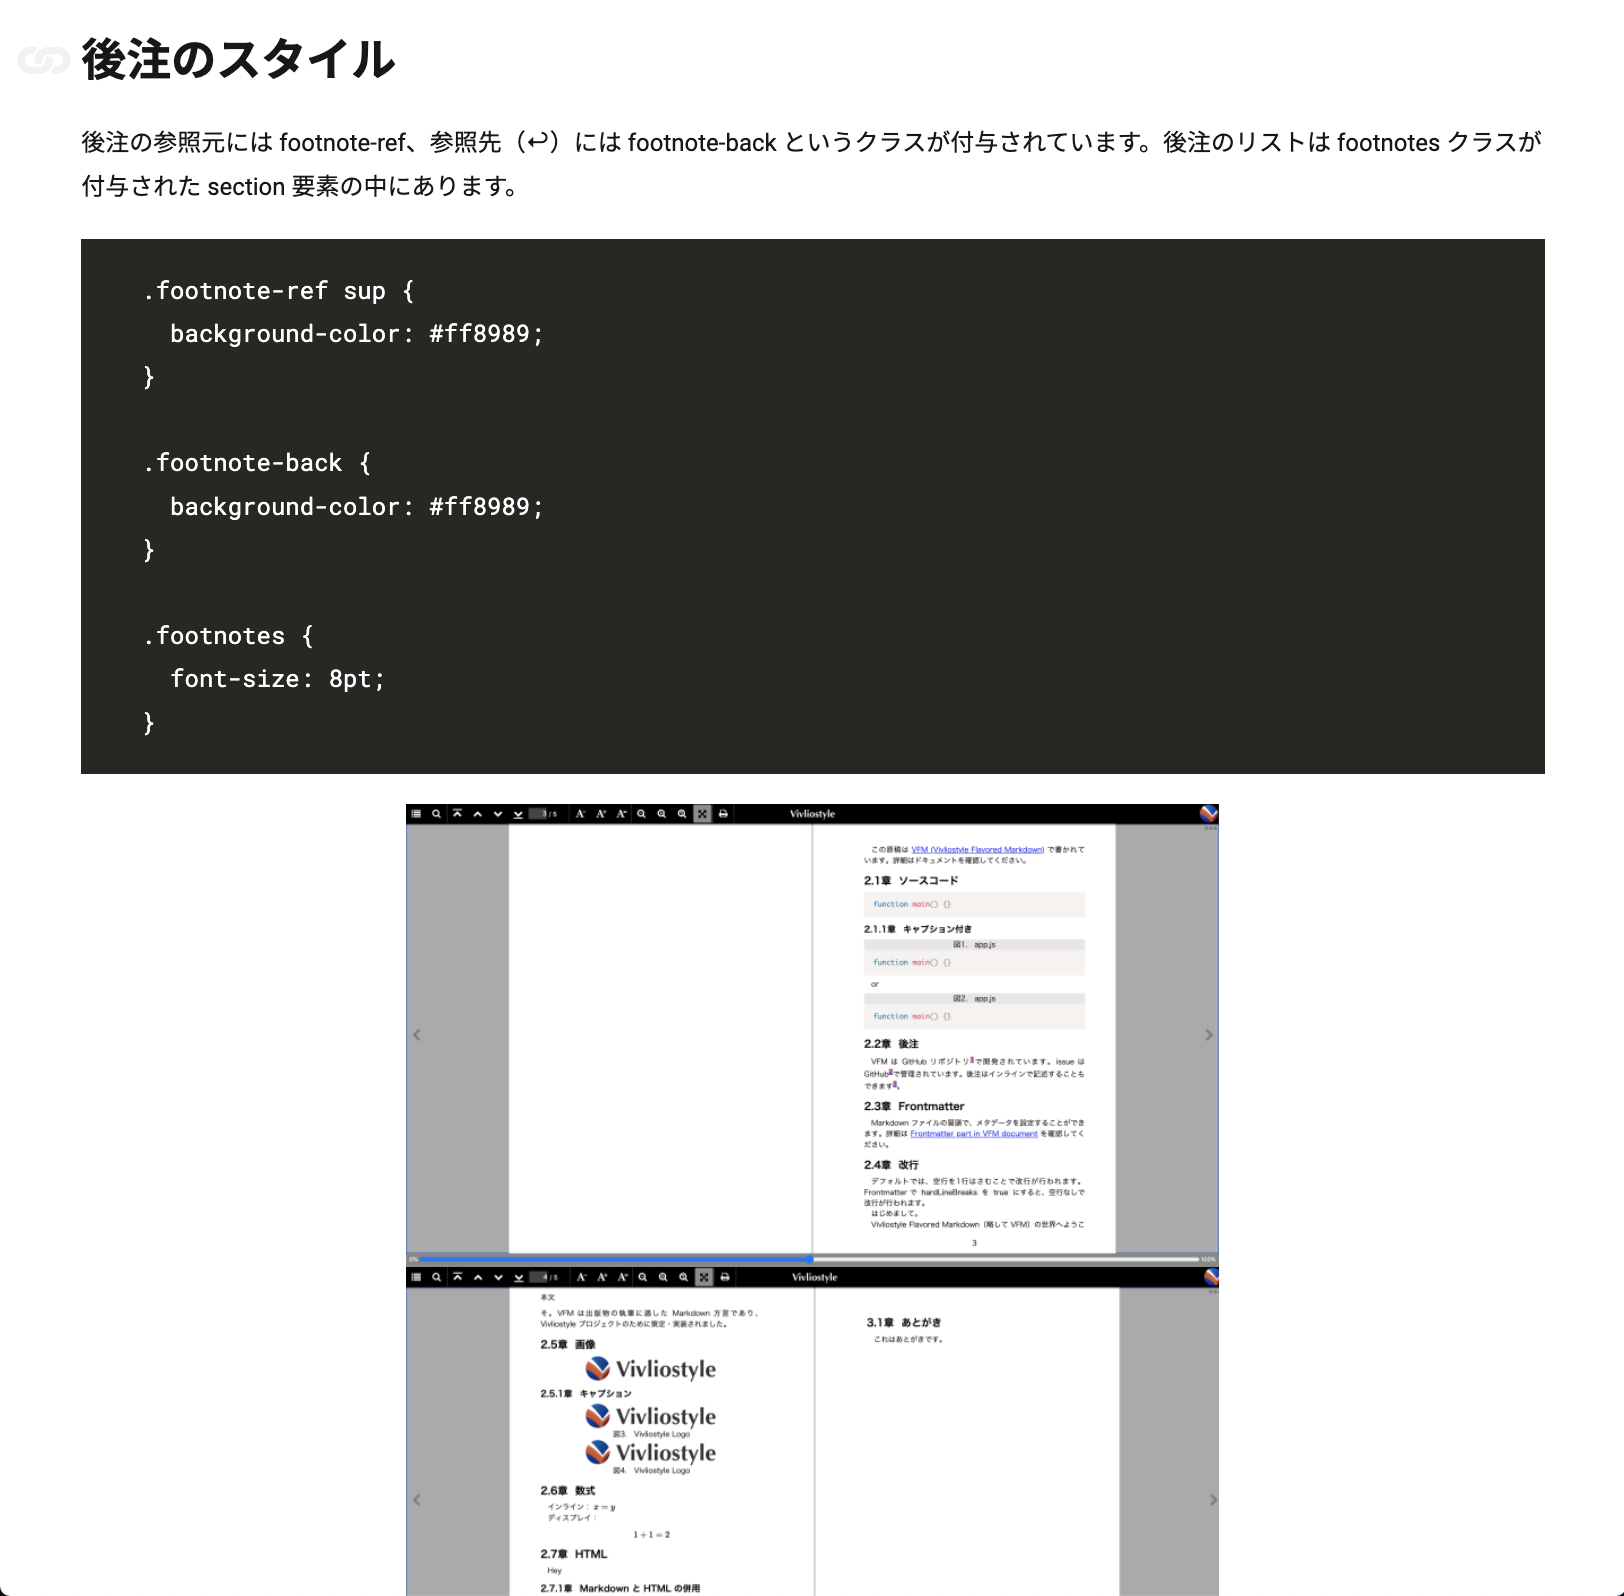 後注のスタイル
後注の参照元には footnote-ref、参照先（↩）には footnote-back というクラスが付与されています。後注のリストは footnotes クラスが
付与された section 要素の中にあります。
.footnote-ref sup {
  background-color: #ff8989;
}
.footnote-back {
  background-color: #ff8989;
}
.footnotes {
  font-size: 8pt;
}
3/5
Vivliostyle
この原稿は VFM (Vivliostyle Flavored Markdown) で書かれて
います。詳細はドキュメントを確認してください。
2.1章 ソースコード
function main() {}
2.1.1章 キャプション付き
図1. app.js
function main() {}
or
図2. app.js
function main() {}
2.2章 後注
VFM は GitHub リポジトリで開発されています。issue は
GitHubで管理されています。後注はインラインで記述することも
できます。
2.3章 Frontmatter
Markdown ファイルの冒頭で、メタデータを設定することができ
ます。詳細は Frontmatter part in VFM document を確認してく
ださい。
2.4章 改行
デフォルトでは、空行を1行はさむことで改行が行われます。
Frontmatter で hardLineBreaks を true にすると、空行なしで
改行が行われます。
はじめまして。
Vivliostyle Flavored Markdown（略して VFM）の世界へようこ
3
0%
100%
4/5
Vivliostyle
本文
そ。VFM は出版物の執筆に適した Markdown 方言であり、
Vivliostyle プロジェクトのために策定・実装されました。
2.5章 画像
Vivliostyle
2.5.1章 キャプション
Vivliostyle
図3. Vivliostyle Logo
Vivliostyle
図4. Vivliostyle Logo
2.6章 数式
インライン：x = y
ディスプレイ：
1 + 1 = 2
2.7章 HTML
Hey
2.7.1章 Markdown と HTML の併用
3.1章 あとがき
これはあとがきです。